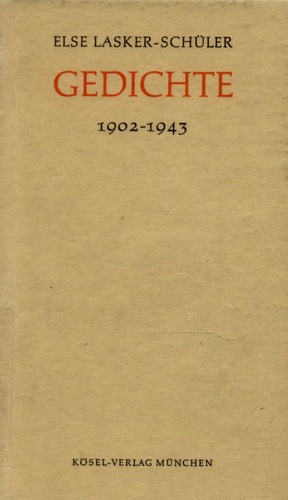 ELSE LASKER-SCHÜLER
GEDICHTE
1902-1943
KÖSEL-VERLAG MÜNCHEN